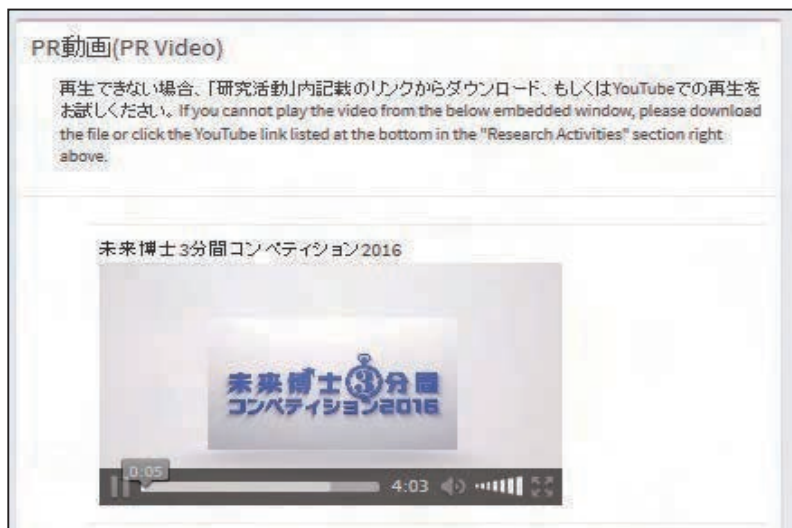 PR動画(PR Video)
再生できない場合、「研究活動」内記載のリンクからダウンロード、もしくはYouTubeでの再生を
お試しください。If you cannot play the video from the below embedded window, please download
the file or click the YouTube link listed at the bottom in the "Research Activities" section right
above.
未来博士3分間コンペティション2016
未来博士3分間
コンペティション2016
0:05
4:03